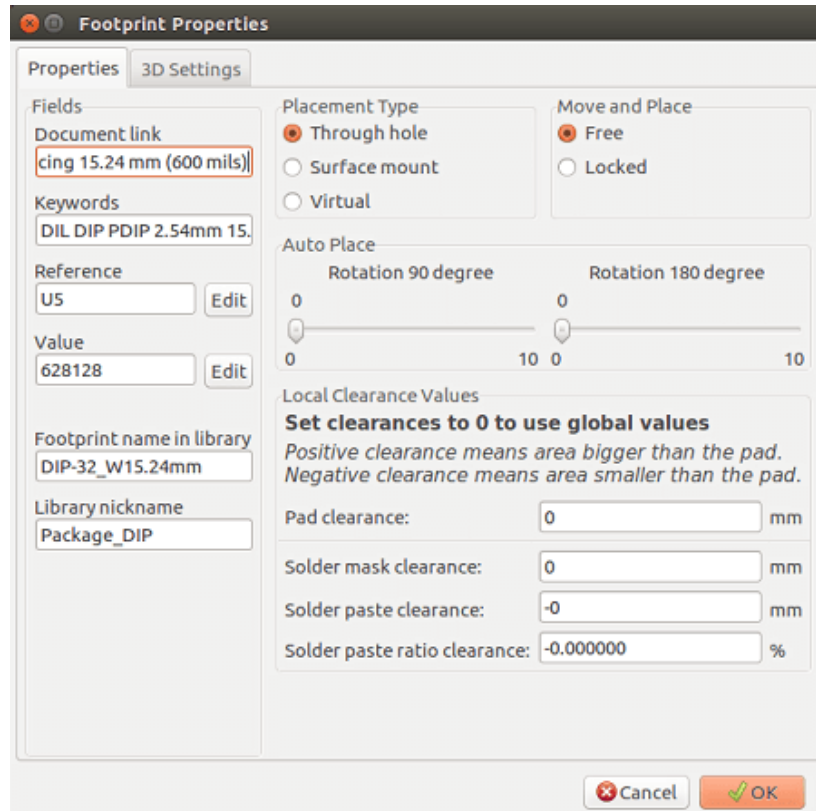 Footprint Properties
Properties
3D Settings
Fields
Document link
cing 15.24 mm (600 mils)
Keywords
DIL DIP PDIP 2.54mm 15.
Reference
U5
Edit
Value
628128
Edit
Footprint name in library
DIP-32_W15.24mm
Library nickname
Package_DIP
Placement Type
Through hole
Surface mount
Virtual
Move and Place
Free
Locked
Auto Place
Rotation 90 degree
0
0
10
Rotation 180 degree
0
0
10
Local Clearance Values
Set clearances to 0 to use global values
Positive clearance means area bigger than the pad.
Negative clearance means area smaller than the pad.
Pad clearance: 0 mm
Solder mask clearance: 0 mm
Solder paste clearance: -0 mm
Solder paste ratio clearance: -0.000000 %
Cancel
OK